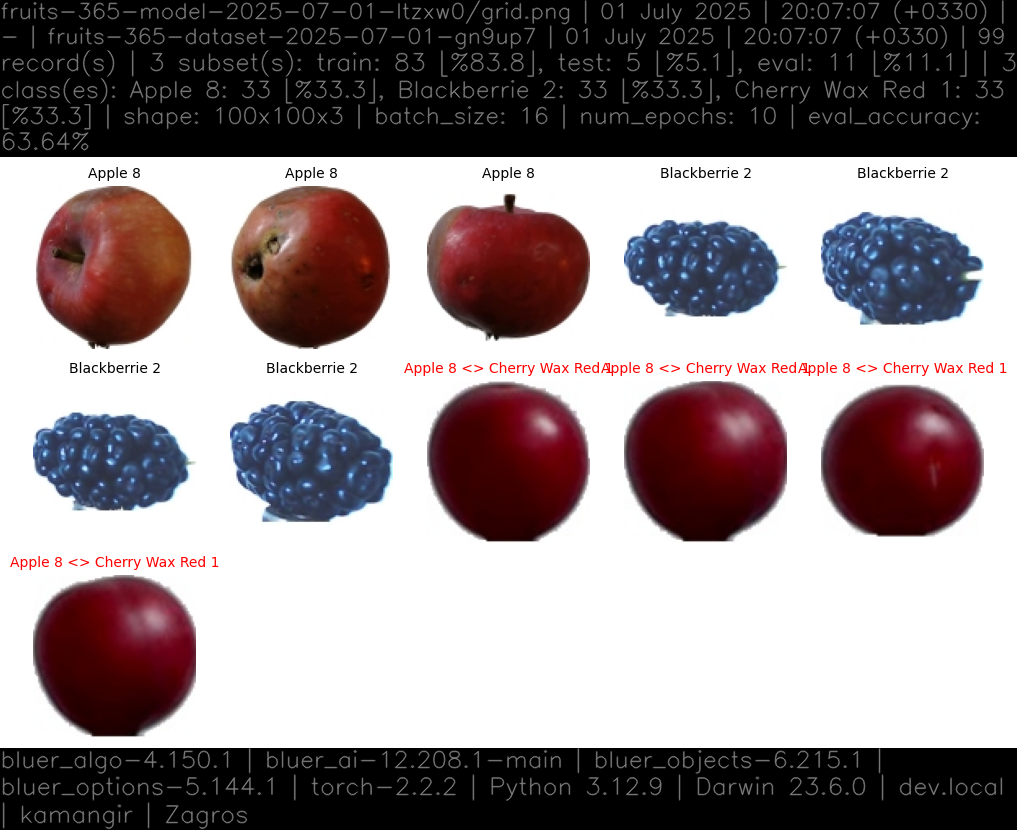 fruits-365-model-2025-07-01-ltzxw0/grid.png | 01 July 2025 | 20:07:07 (+0330) |
- | fruits-365-dataset-2025-07-01-gn9up7 | 01 July 2025 | 20:07:07 (+0330) | 99
record(s) | 3 subset(s): train: 83 [%83.8], test: 5 [%5.1], eval: 11 [%11.1] | 3
class(es): Apple 8: 33 [%33.3], Blackberrie 2: 33 [%33.3], Cherry Wax Red 1: 33
[%33.3] | shape: 100x100x3 | batch_size: 16 | num_epochs: 10 | eval_accuracy:
63.64%
Apple 8 Apple 8 Apple 8 Blackberrie 2 Blackberrie 2
Blackberrie 2 Blackberrie 2 Apple 8 <> Cherry Wax Red 1 Apple 8 <> Cherry Wax Red 1 Apple 8 <> Cherry Wax Red 1
Apple 8 <> Cherry Wax Red 1
bluer_algo-4.150.1 | bluer_ai-12.208.1-main | bluer_objects-6.215.1 |
bluer_options-5.144.1 | torch-2.2.2 | Python 3.12.9 | Darwin 23.6.0 | dev.local
| kamangir | Zagros